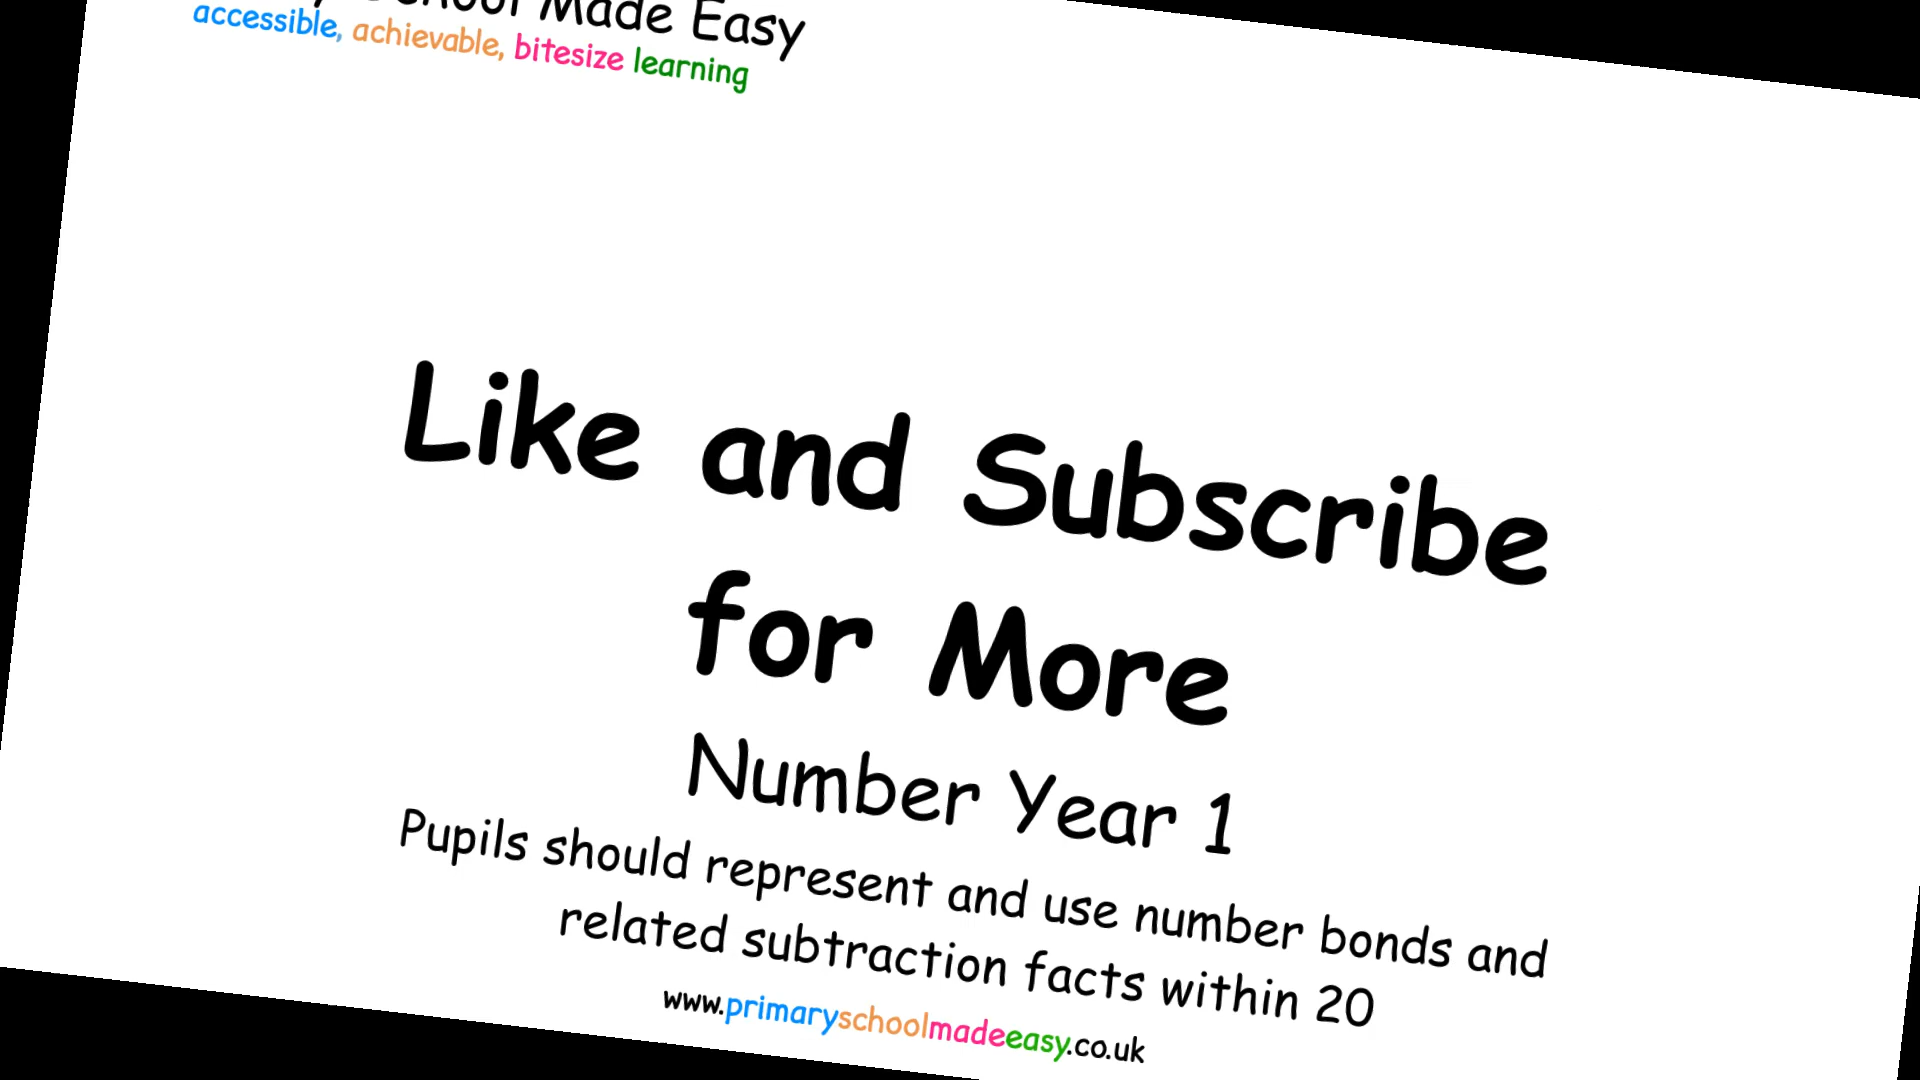 School Made Easy
accessible, achievable, bitesize learning
Like and Subscribe
for More
Number Year 1
Pupils should represent and use number bonds and
related subtraction facts within 20
www.primaryschoolmadeeasy.co.uk